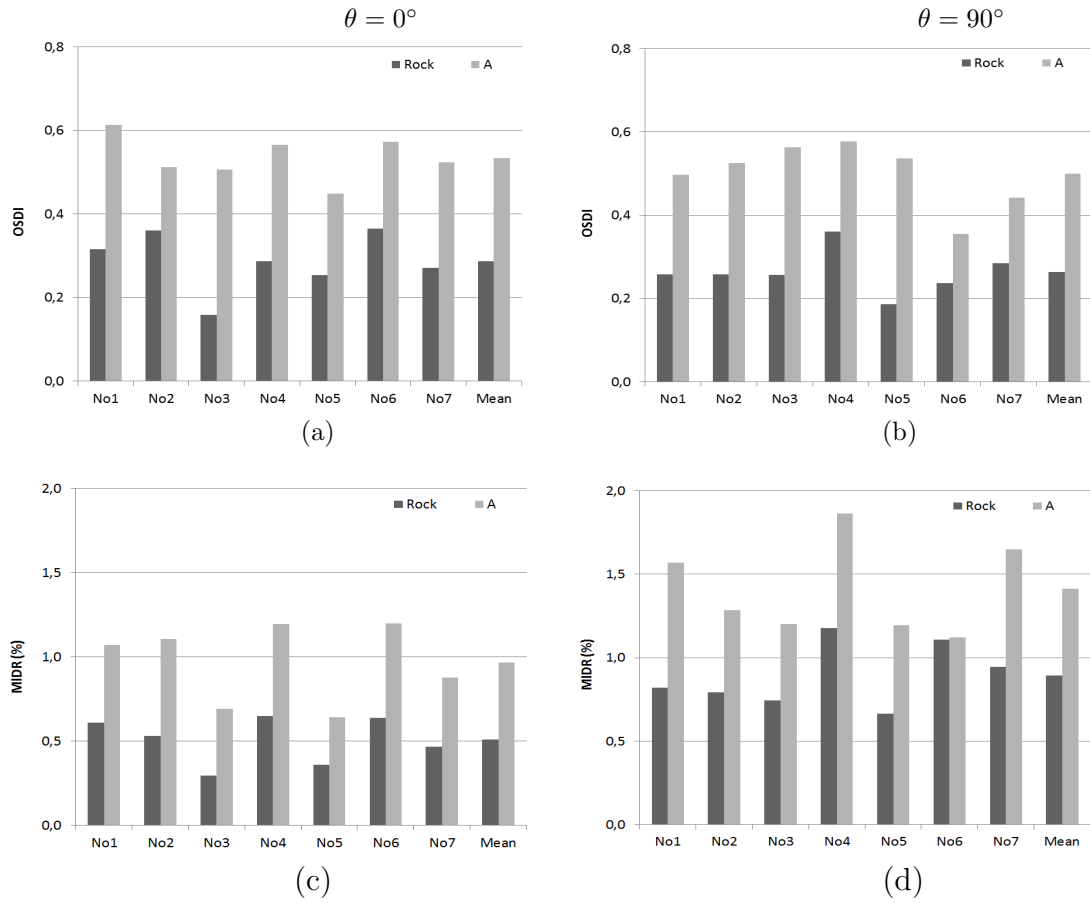 θ = 0°
θ = 90°
0,8
0,6
0,4
0,2
0,0
OSDI
Rock A
No1 No2 No3 No4 No5 No6 No7 Mean
(a)
0,8
0,6
0,4
0,2
0,0
OSDI
Rock A
No1 No2 No3 No4 No5 No6 No7 Mean
(b)
2,0
1,5
1,0
0,5
0,0
MIDR(%)
Rock A
No1 No2 No3 No4 No5 No6 No7 Mean
(c)
2,0
1,5
1,0
0,5
0,0
MIDR(%)
Rock A
No1 No2 No3 No4 No5 No6 No7 Mean
(d)